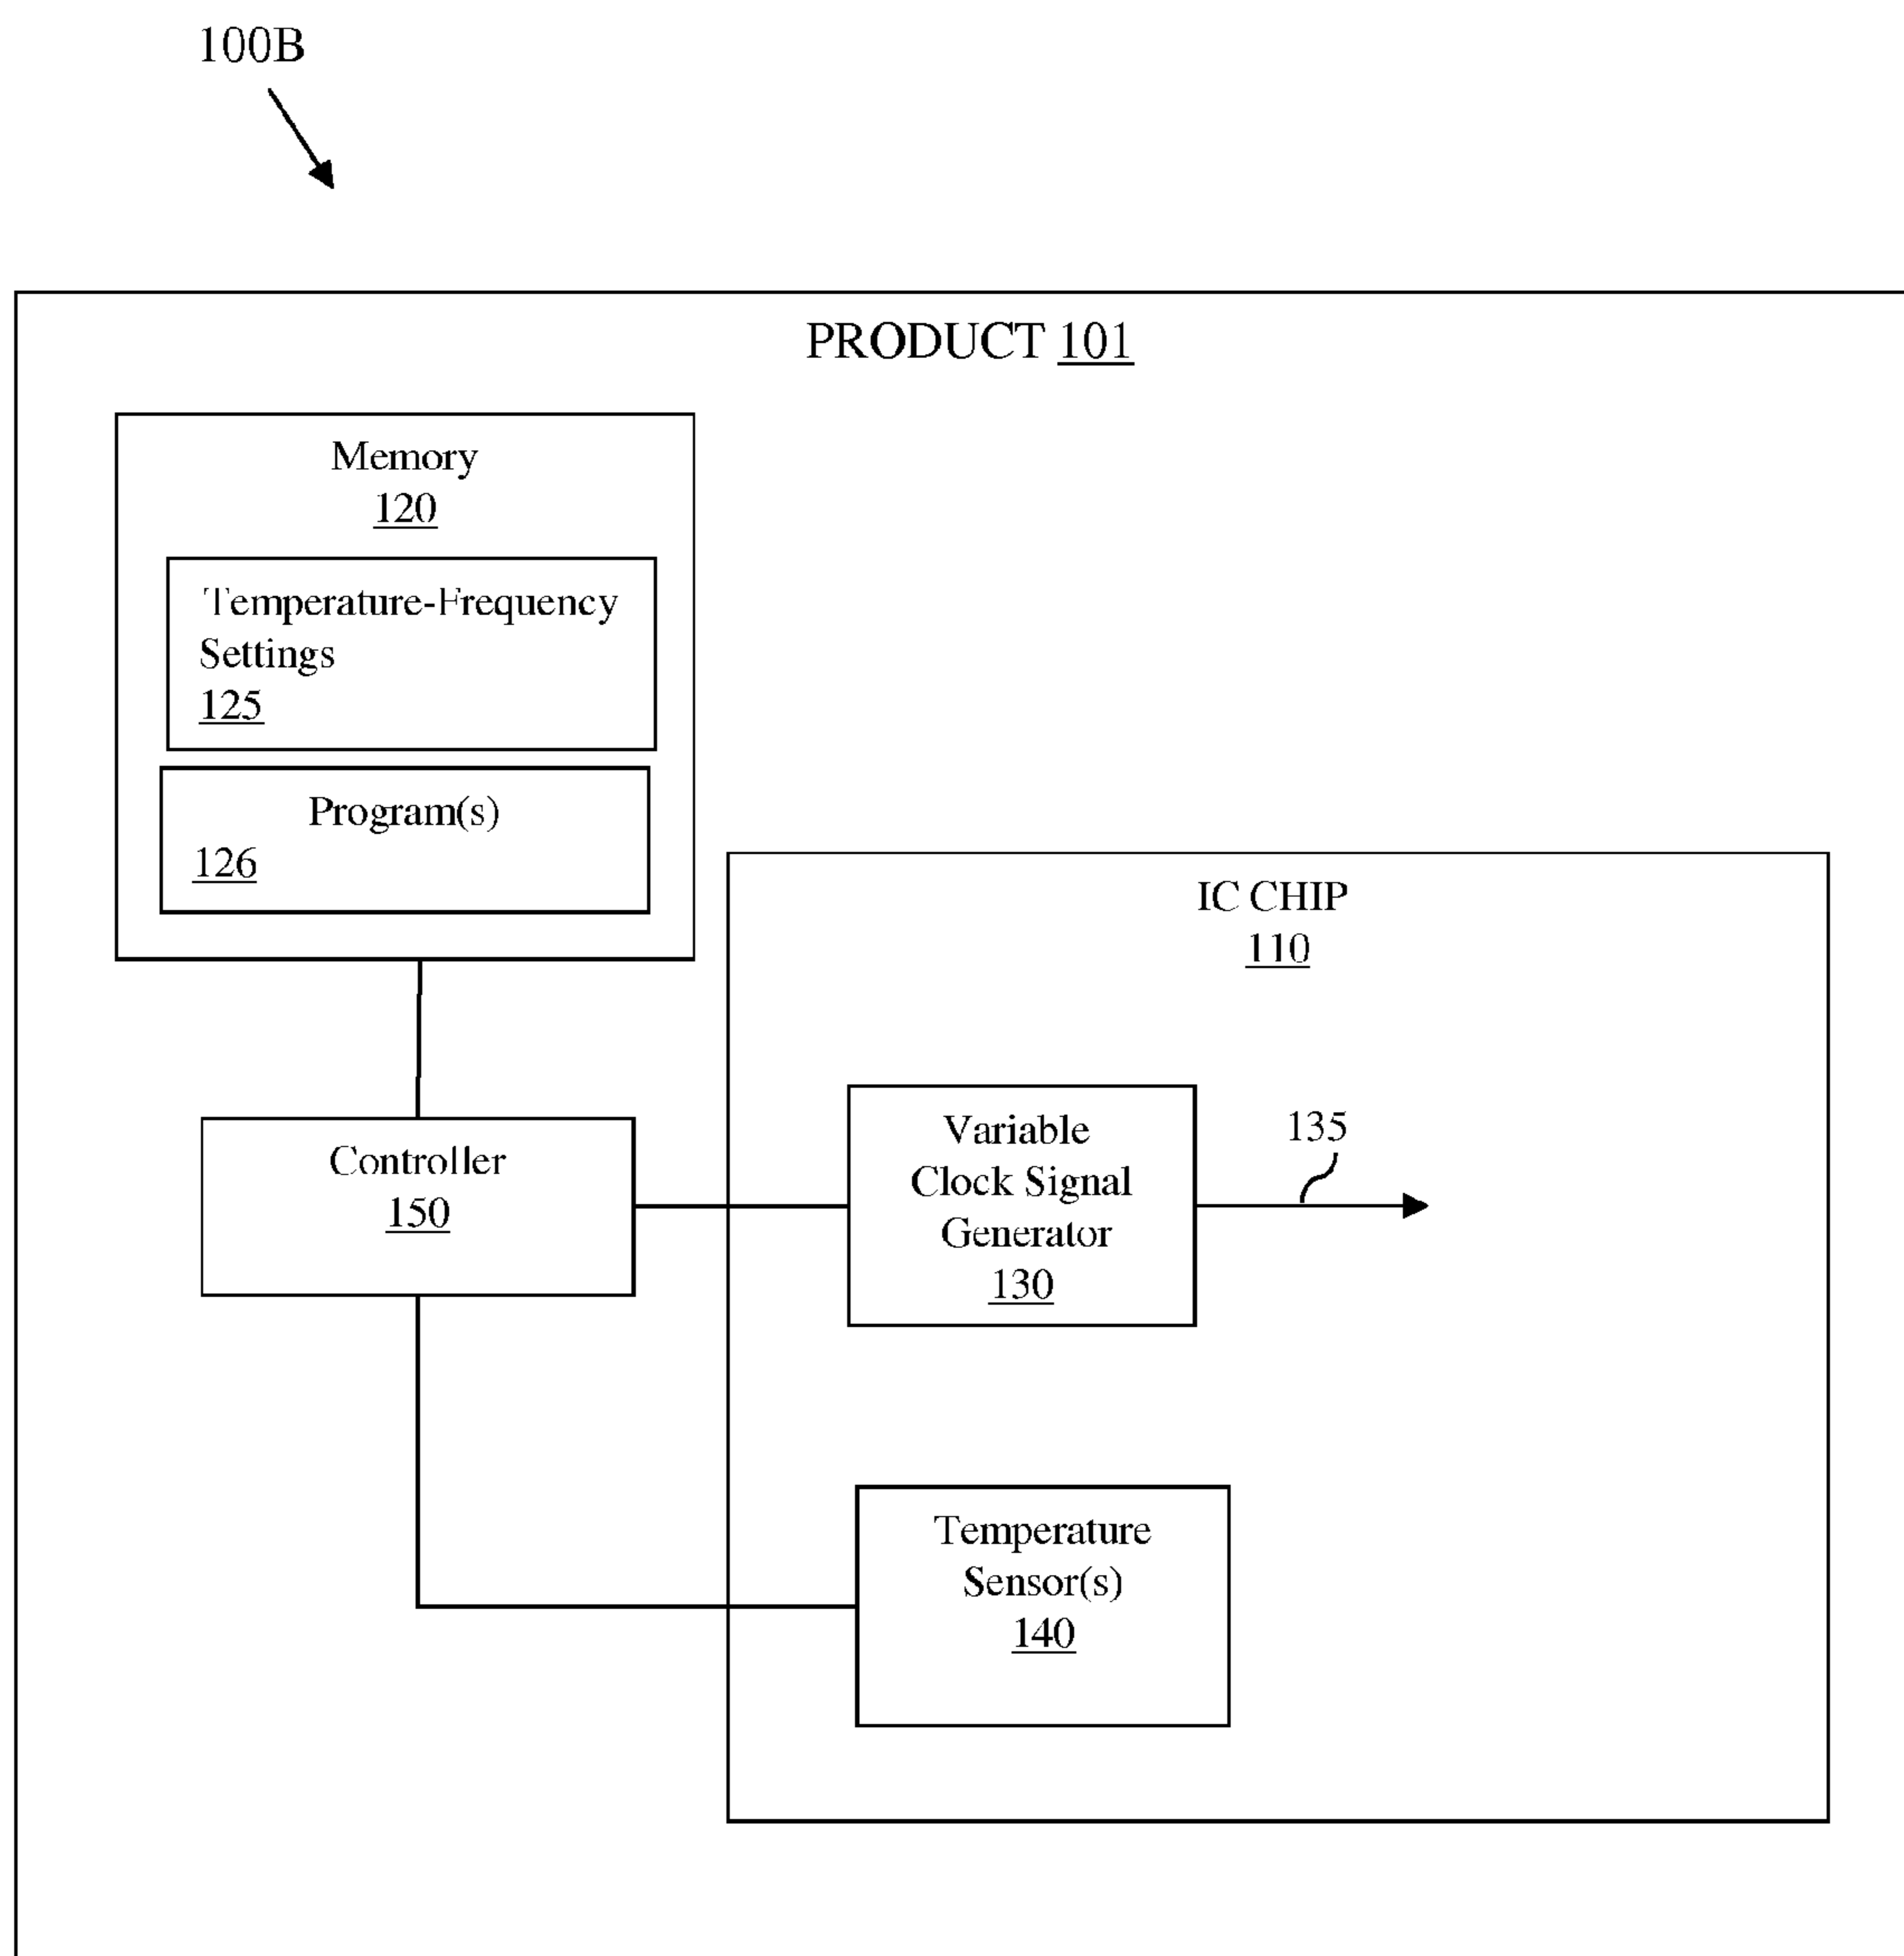 100B
PRODUCT 101
Memory
120
Temperature-Frequency
Settings
125
Program(s)
126
IC CHIP
110
Controller
150
Variable
Clock Signal
Generator
130
135
Temperature
Sensor(s)
140